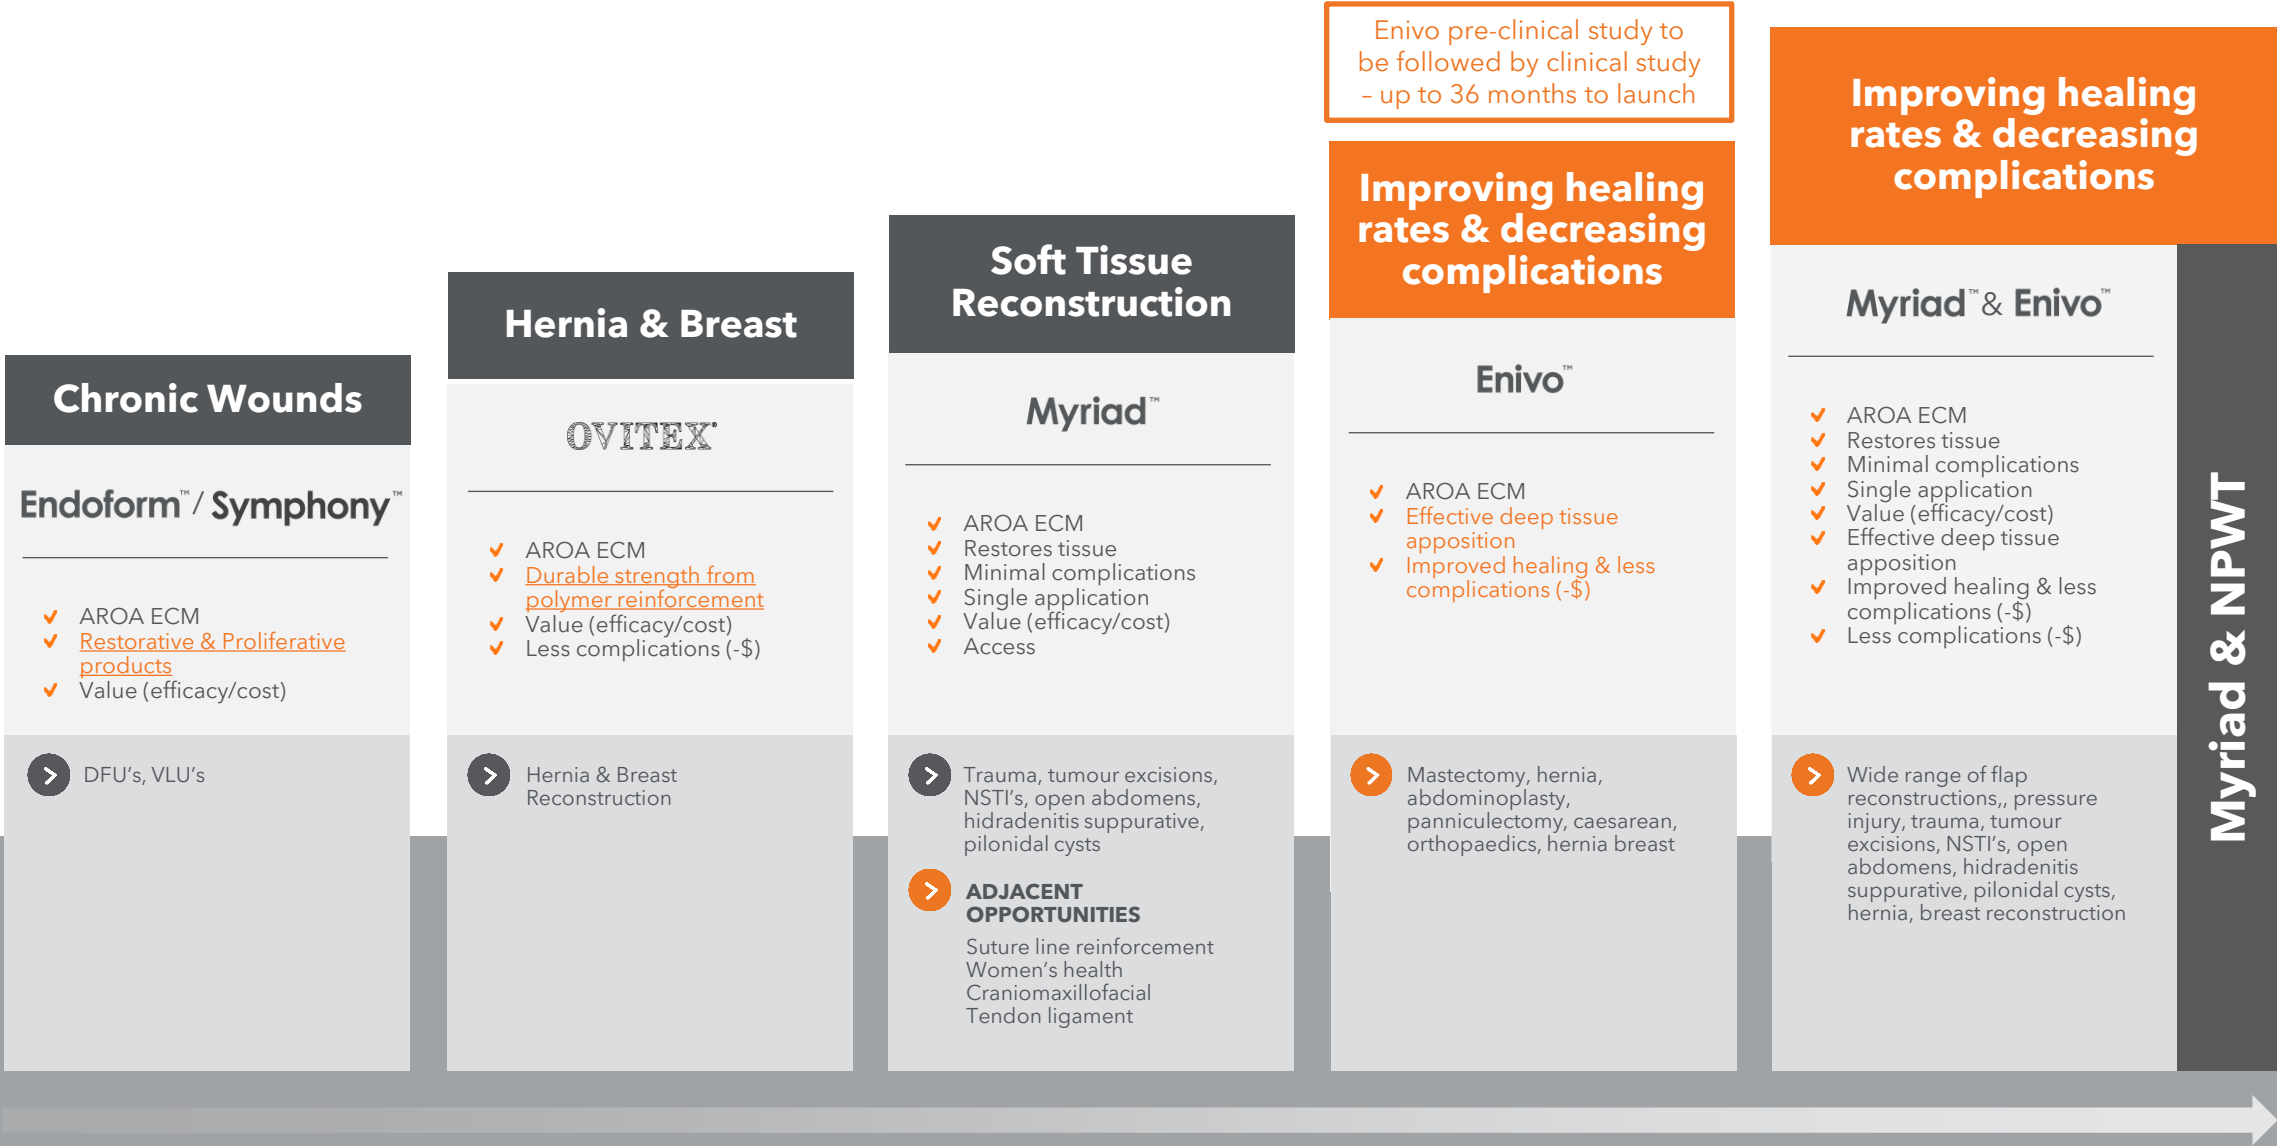 Enivo pre-clinical study to
be followed by clinical study
– up to 36 months to launch
Chronic Wounds
Endoform™ / Symphony™
AROA ECM
Restorative & Proliferative
products
Value (efficacy/cost)
DFU's, VLU's
Hernia & Breast
OVITEX®
AROA ECM
Durable strength from
polymer reinforcement
Value (efficacy/cost)
Less complications (-$)
Hernia & Breast
Reconstruction
Soft Tissue
Reconstruction
Myriad™
AROA ECM
Restores tissue
Minimal complications
Single application
Value (efficacy/cost)
Access
Trauma, tumour excisions,
NSTI's, open abdomens,
hidradenitis suppurative,
pilonidal cysts
ADJACENT
OPPORTUNITIES
Suture line reinforcement
Women's health
Craniomaxillofacial
Tendon ligament
Improving healing
rates & decreasing
complications
Enivo™
AROA ECM
Effective deep tissue
apposition
Improved healing & less
complications (-$)
Mastectomy, hernia,
abdominoplasty,
panniculectomy, caesarean,
orthopaedics, hernia breast
Improving healing
rates & decreasing
complications
Myriad™ & Enivo™
AROA ECM
Restores tissue
Minimal complications
Single application
Value (efficacy/cost)
Effective deep tissue
apposition
Improved healing & less
complications (-$)
Less complications (-$)
Wide range of flap
reconstructions,, pressure
injury, trauma, tumour
excisions, NSTI's, open
abdomens, hidradenitis
suppurative, pilonidal cysts,
hernia, breast reconstruction
Myriad & NPWT